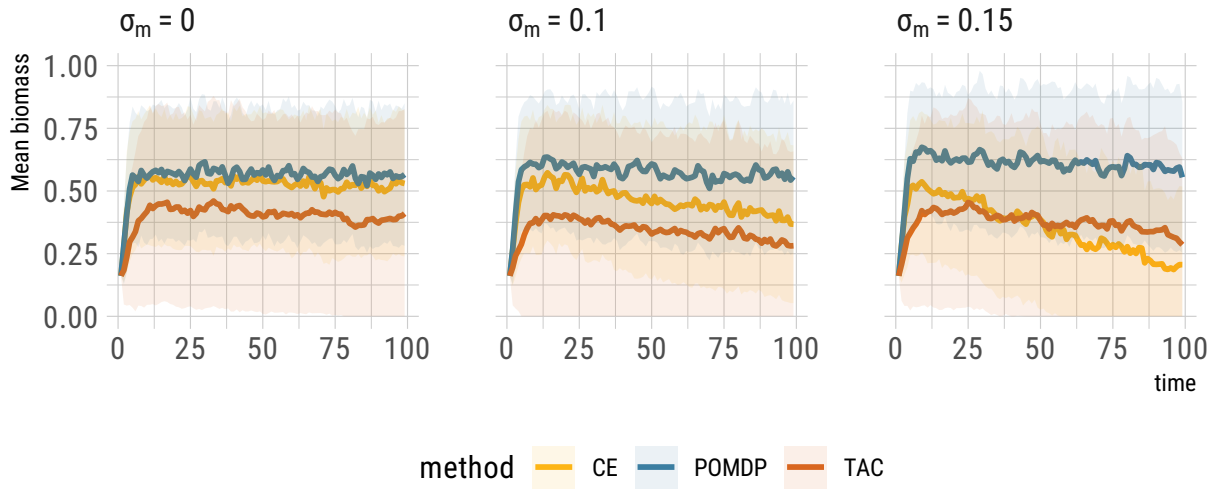 σm = 0
σm = 0.1
σm = 0.15
Mean biomass
1.00
0.75
0.50
0.25
0.00
0 25 50 75 100
0 25 50 75 100
0 25 50 75 100
time
method CE POMDP TAC